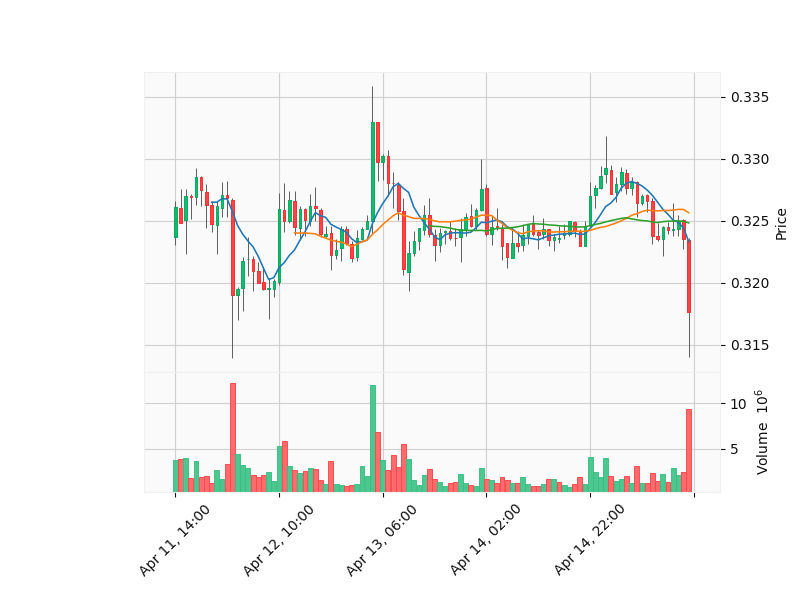 0.335
0.330
0.325
0.320
0.315
Price
10
5
Volume 10^6
Apr 11, 14:00
Apr 12, 10:00
Apr 13, 06:00
Apr 14, 02:00
Apr 14, 22:00